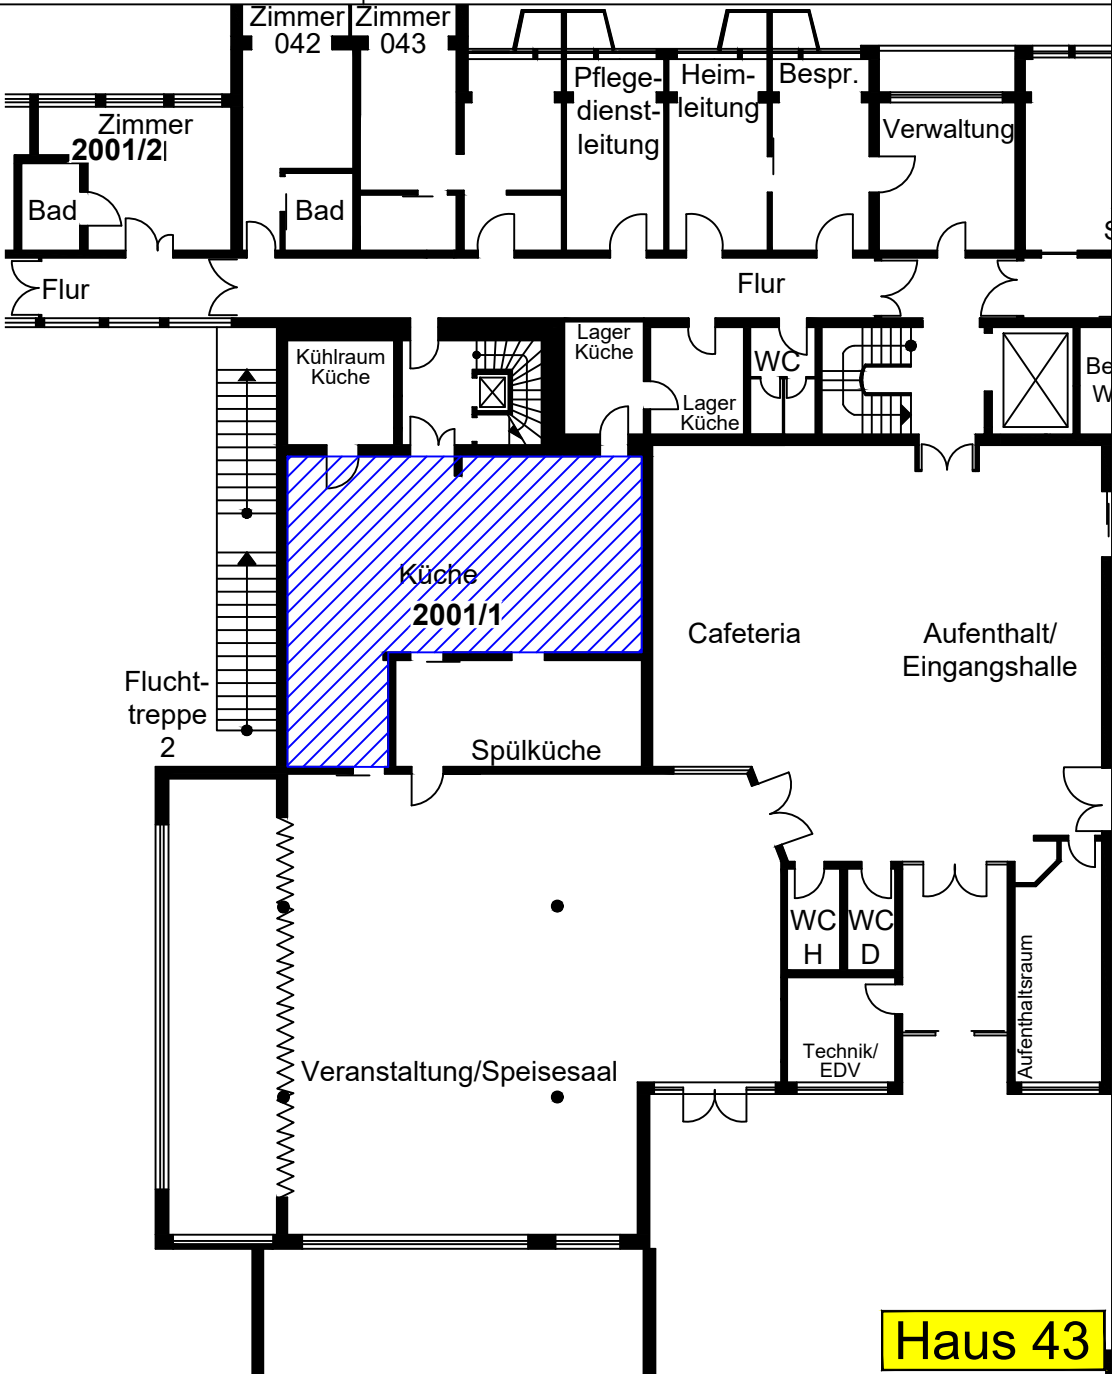 Zimmer
042
Zimmer
043
Pflege-
dienst-
leitung
Heim-
leitung
Bespr.
Verwaltung
Zimmer
2001/2
Bad
Bad
Flur
Flur
Kühlraum
Küche
Lager
Küche
Lager
Küche
WC
Küche
2001/1
Cafeteria
Aufenthalt/
Eingangshalle
Flucht-
treppe
2
Spülküche
WC
H
WC
D
Technik/
EDV
Aufenthaltsraum
Veranstaltung/Speisesaal
Haus 43